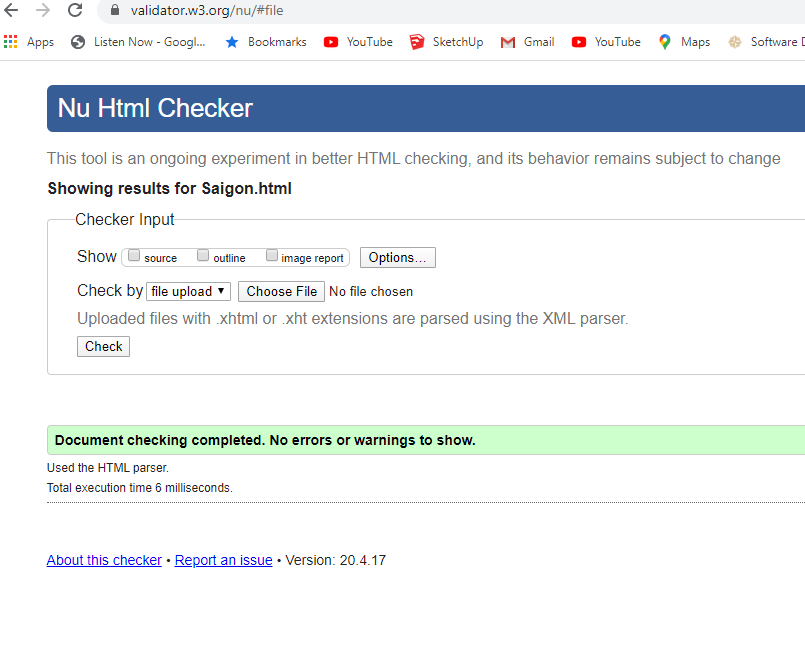 validator.w3.org/nu/#file
Apps Listen Now - Googl... Bookmarks YouTube SketchUp Gmail YouTube Maps Software D
Nu Html Checker
This tool is an ongoing experiment in better HTML checking, and its behavior remains subject to change
Showing results for Saigon.html
Checker Input
Show source outline image report Options...
Check by file upload Choose File No file chosen
Uploaded files with .xhtml or .xht extensions are parsed using the XML parser.
Check
Document checking completed. No errors or warnings to show.
Used the HTML parser.
Total execution time 6 milliseconds.
About this checker • Report an issue • Version: 20.4.17